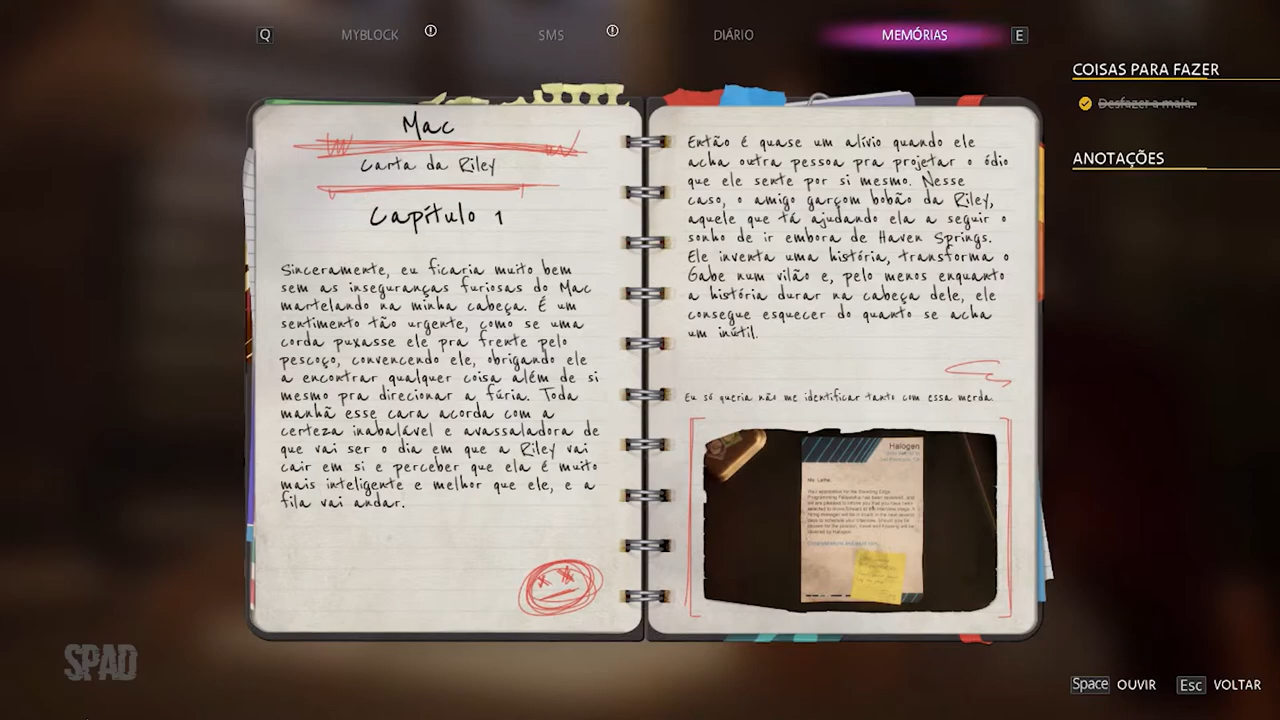 Q
MYBLOCK
SMS
DIÁRIO
MEMÓRIAS
E
COISAS PARA FAZER
Desfazer a mala.
ANOTAÇÕES
Mac
Carta da Riley
Capítulo 1
Sinceramente, eu ficaria muito bem
sem as inseguranças furiosas do Mac
martelando na minha cabeça. É um
sentimento tão urgente, como se uma
corda puxasse ele pra frente pelo
pescoço, convencendo ele, obrigando ele
a encontrar qualquer coisa além de si
mesmo pra direcionar a fúria. Toda
manhã esse cara acorda com a
certeza inabalável e avassaladora de
que vai ser o dia em que a Riley vai
cair em si e perceber que ela é muito
mais inteligente e melhor que ele, e a
fila vai andar.
Então é quase um alívio quando ele
acha outra pessoa pra projetar o ódio
que ele sente por si mesmo. Nesse
caso, o amigo garçom bobão da Riley,
aquele que tá ajudando ela a seguir o
sonho de ir embora de Haven Springs.
Ele inventa uma história, transforma o
Gabe num vilão e, pelo menos enquanto
a história durar na cabeça dele, ele
consegue esquecer do quanto se acha
um inútil.
Eu só queria não me identificar tanto com essa merda.
Halogen
SPAD
Space OUVIR
Esc VOLTAR